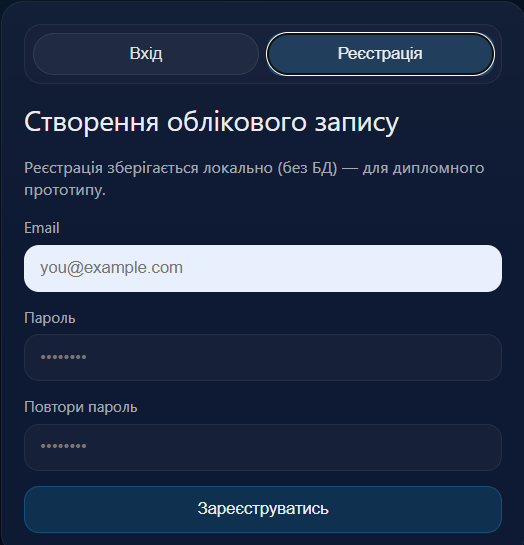 Вхід
Реєстрація
Створення облікового запису
Реєстрація зберігається локально (без БД) — для дипломного
прототипу.
Email
you@example.com
Пароль
••••••••
Повтори пароль
••••••••
Зареєструватись